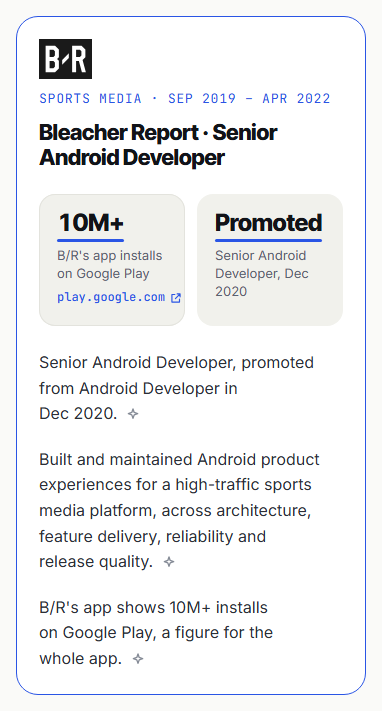 B/R
SPORTS MEDIA · SEP 2019 – APR 2022
Bleacher Report · Senior
Android Developer
10M+
B/R's app installs
on Google Play
play.google.com
Promoted
Senior Android
Developer, Dec
2020
Senior Android Developer, promoted
from Android Developer in
Dec 2020.
Built and maintained Android product
experiences for a high-traffic sports
media platform, across architecture,
feature delivery, reliability and
release quality.
B/R's app shows 10M+ installs
on Google Play, a figure for the
whole app.